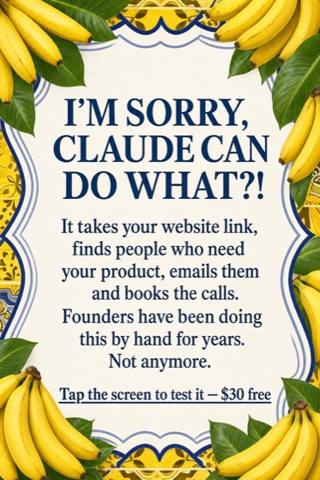 I'M SORRY,
CLAUDE CAN
DO WHAT?!
It takes your website link,
finds people who need
your product, emails them
and books the calls.
Founders have been doing
this by hand for years.
Not anymore.
Tap the screen to test it – $30 free